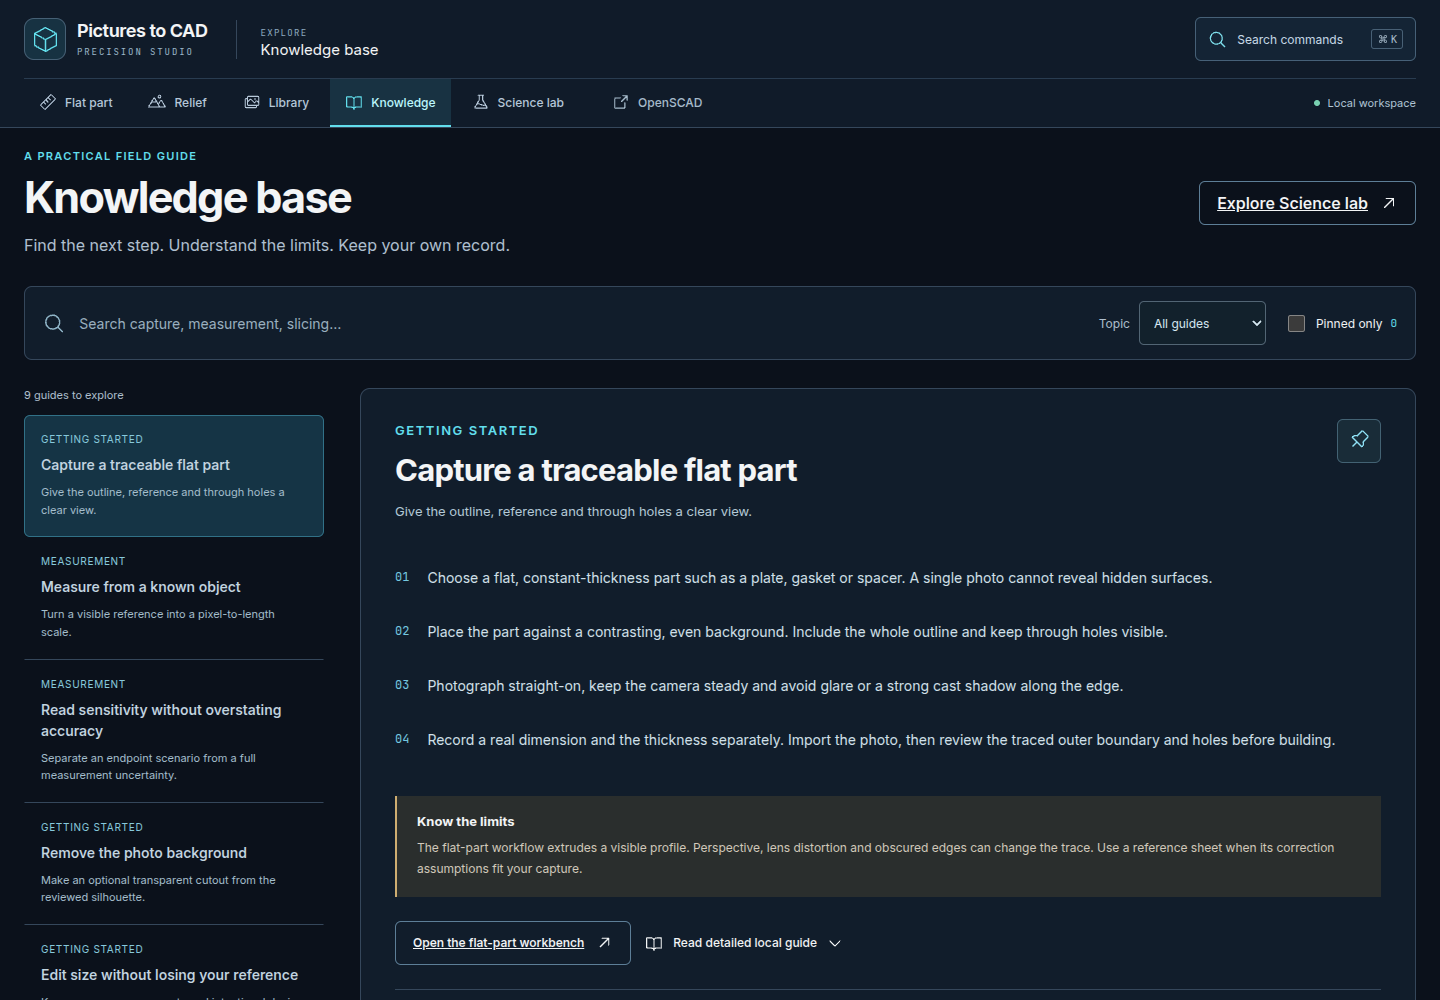 Pictures to CAD
PRECISION STUDIO
EXPLORE
Knowledge base
Search commands
⌘ K
Flat part
Relief
Library
Knowledge
Science lab
OpenSCAD
Local workspace
A PRACTICAL FIELD GUIDE
Knowledge base
Find the next step. Understand the limits. Keep your own record.
Explore Science lab
Search capture, measurement, slicing...
Topic
All guides
Pinned only 0
9 guides to explore
GETTING STARTED
Capture a traceable flat part
Give the outline, reference and through holes a
clear view.
MEASUREMENT
Measure from a known object
Turn a visible reference into a pixel-to-length
scale.
MEASUREMENT
Read sensitivity without overstating
accuracy
Separate an endpoint scenario from a full
measurement uncertainty.
GETTING STARTED
Remove the photo background
Make an optional transparent cutout from the
reviewed silhouette.
GETTING STARTED
Edit size without losing your reference
GETTING STARTED
Capture a traceable flat part
Give the outline, reference and through holes a clear view.
01 Choose a flat, constant-thickness part such as a plate, gasket or spacer. A single photo cannot reveal hidden surfaces.
02 Place the part against a contrasting, even background. Include the whole outline and keep through holes visible.
03 Photograph straight-on, keep the camera steady and avoid glare or a strong cast shadow along the edge.
04 Record a real dimension and the thickness separately. Import the photo, then review the traced outer boundary and holes before building.
Know the limits
The flat-part workflow extrudes a visible profile. Perspective, lens distortion and obscured edges can change the trace. Use a reference sheet when its correction
assumptions fit your capture.
Open the flat-part workbench
Read detailed local guide